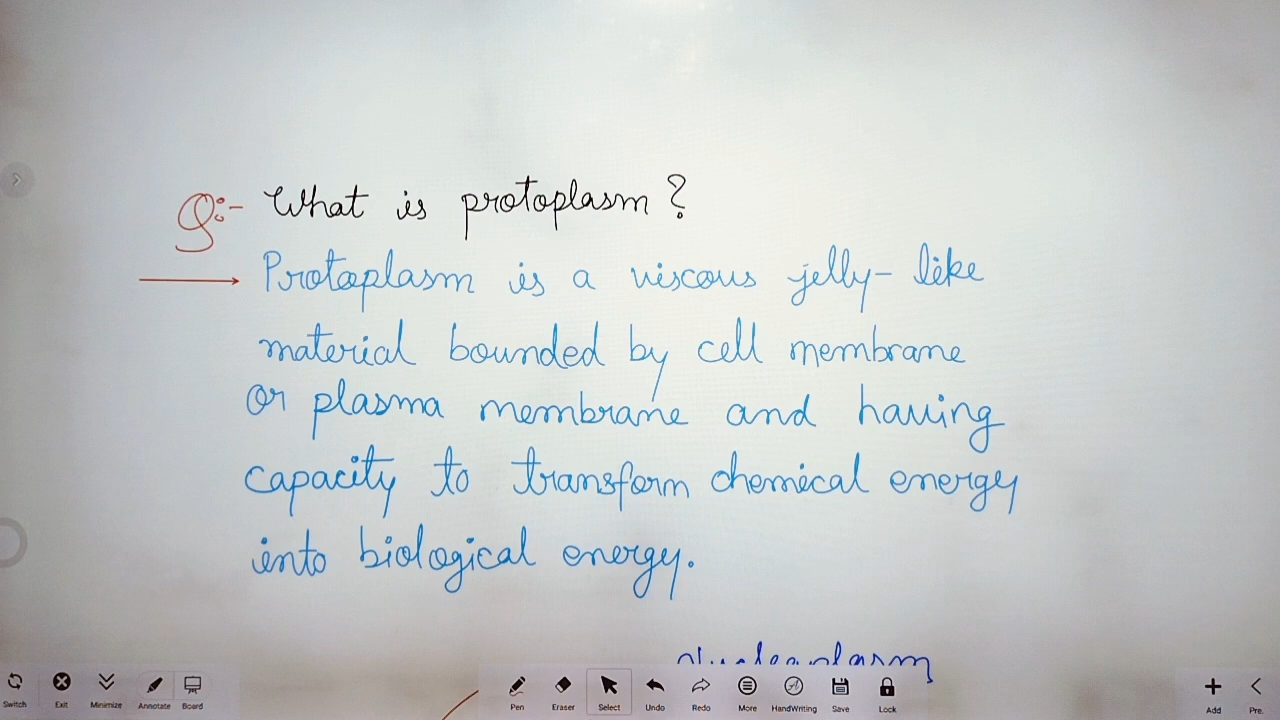 Q:- What is protoplasm?
Protoplasm is a viscous jelly-like
material bounded by cell membrane
or plasma membrane and having
capacity to transform chemical energy
into biological energy.
Nucleoplasm
Switch Exit Minimize Annotate Board Pen Eraser Select Undo Redo More HandWriting Save Lock Add Pre.